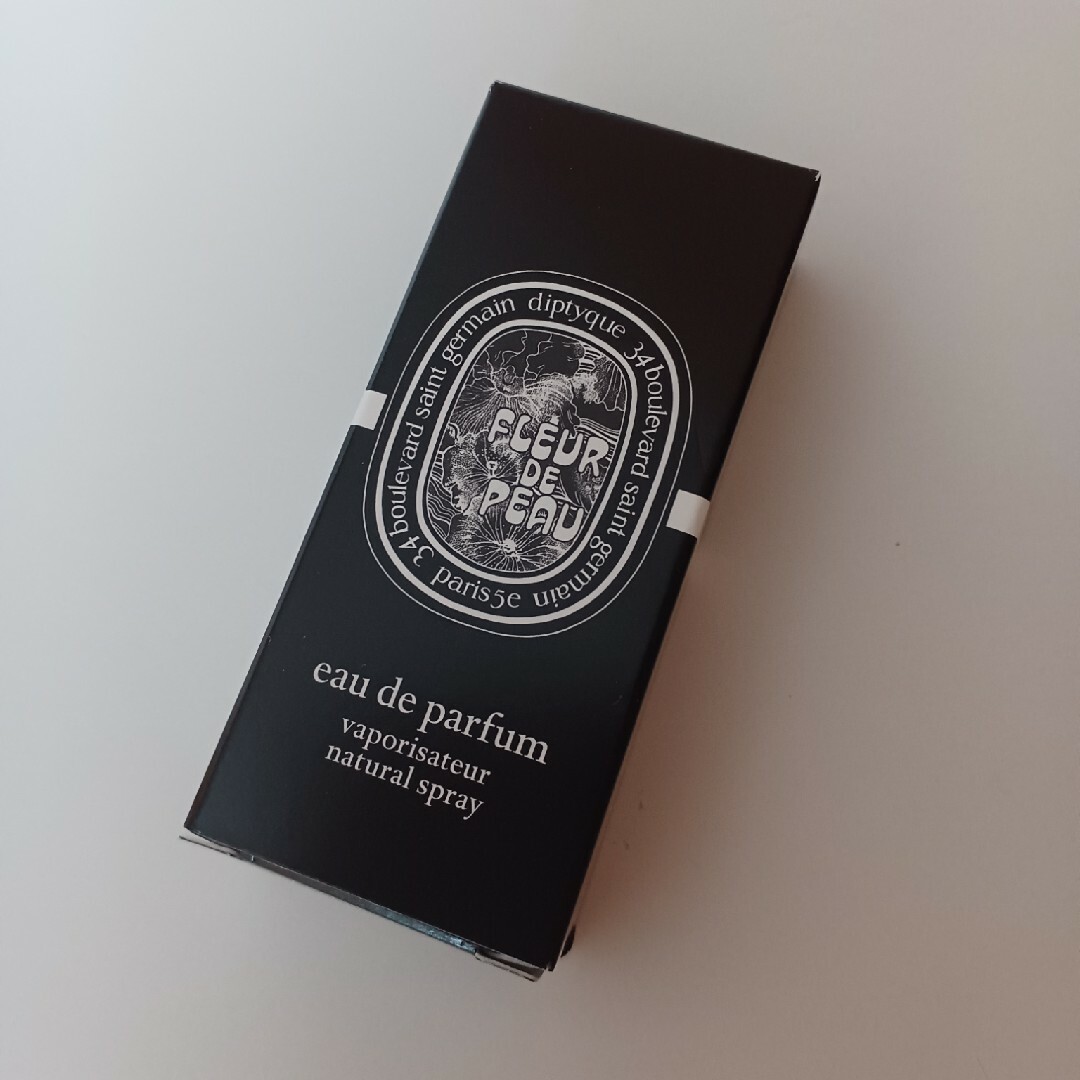 diptyque 34 boulevard saint germain paris5e 34 boulevard saint germain
FLEUR
DE
PEAU
eau de parfum
vaporisateur
natural spray